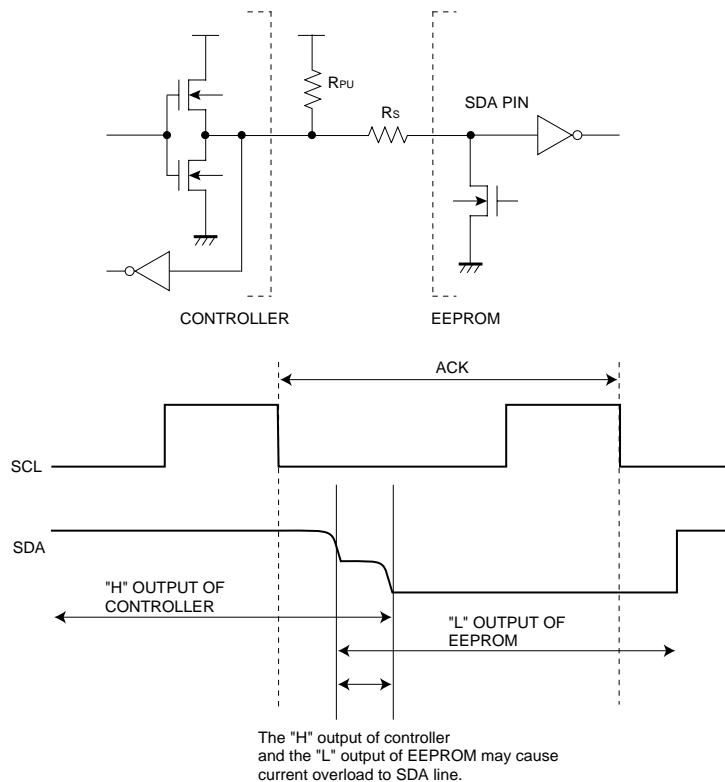 RPU
RS
SDA PIN
CONTROLLER
EEPROM
ACK
SCL
SDA
"H" OUTPUT OF
CONTROLLER
"L" OUTPUT OF
EEPROM
The "H" output of controller
and the "L" output of EEPROM may cause
current overload to SDA line.